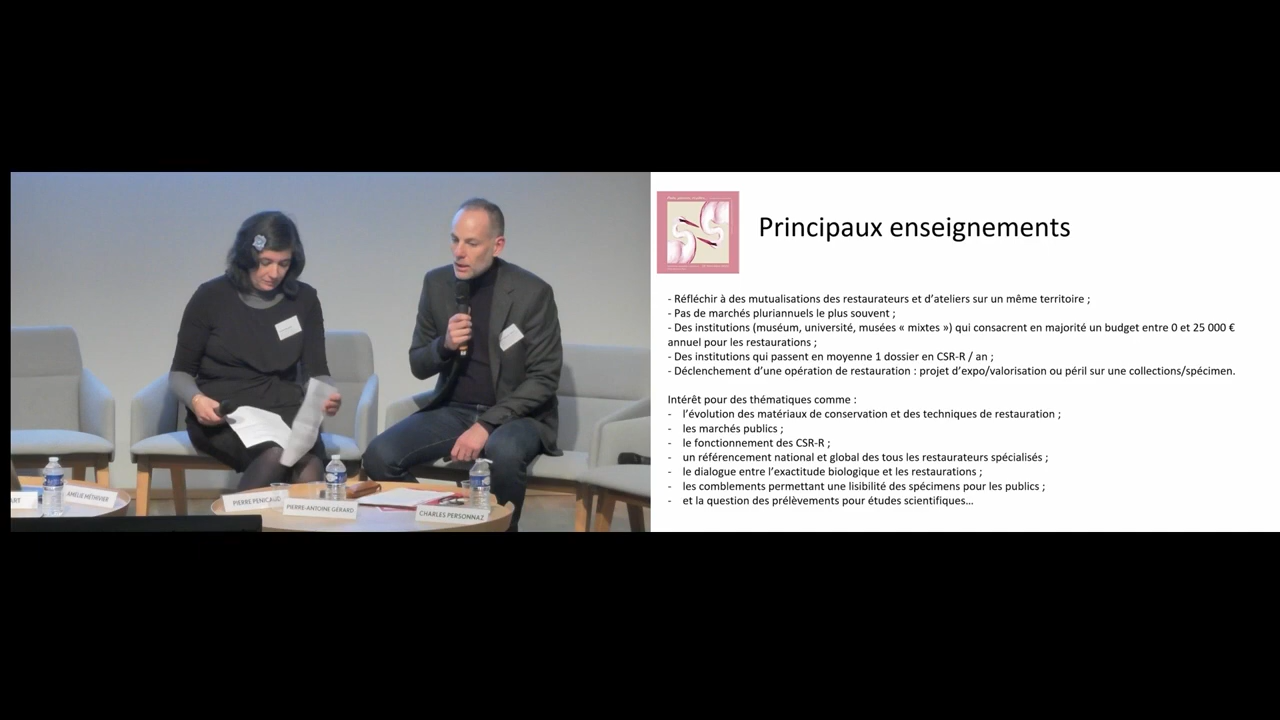 Principaux enseignements
- Réfléchir à des mutualisations des restaurateurs et d'ateliers sur un même territoire ;
- Pas de marchés pluriannuels le plus souvent ;
- Des institutions (muséum, université, musées « mixtes ») qui consacrent en majorité un budget entre 0 et 25 000 €
annuel pour les restaurations ;
- Des institutions qui passent en moyenne 1 dossier en CSR-R / an ;
- Déclenchement d'une opération de restauration : projet d'expo/valorisation ou péril sur une collections/spécimen.
Intérêt pour des thématiques comme :
- l'évolution des matériaux de conservation et des techniques de restauration ;
- les marchés publics ;
- le fonctionnement des CSR-R ;
- un référencement national et global des tous les restaurateurs spécialisés ;
- le dialogue entre l'exactitude biologique et les restaurations ;
- les comblements permettant une lisibilité des spécimens pour les publics ;
- et la question des prélèvements pour études scientifiques...
ART
AMÉLIE MÉTHIVIER
PIERRE PENICAUD
PIERRE-ANTOINE GÉRARD
CHARLES PERSONNAZ